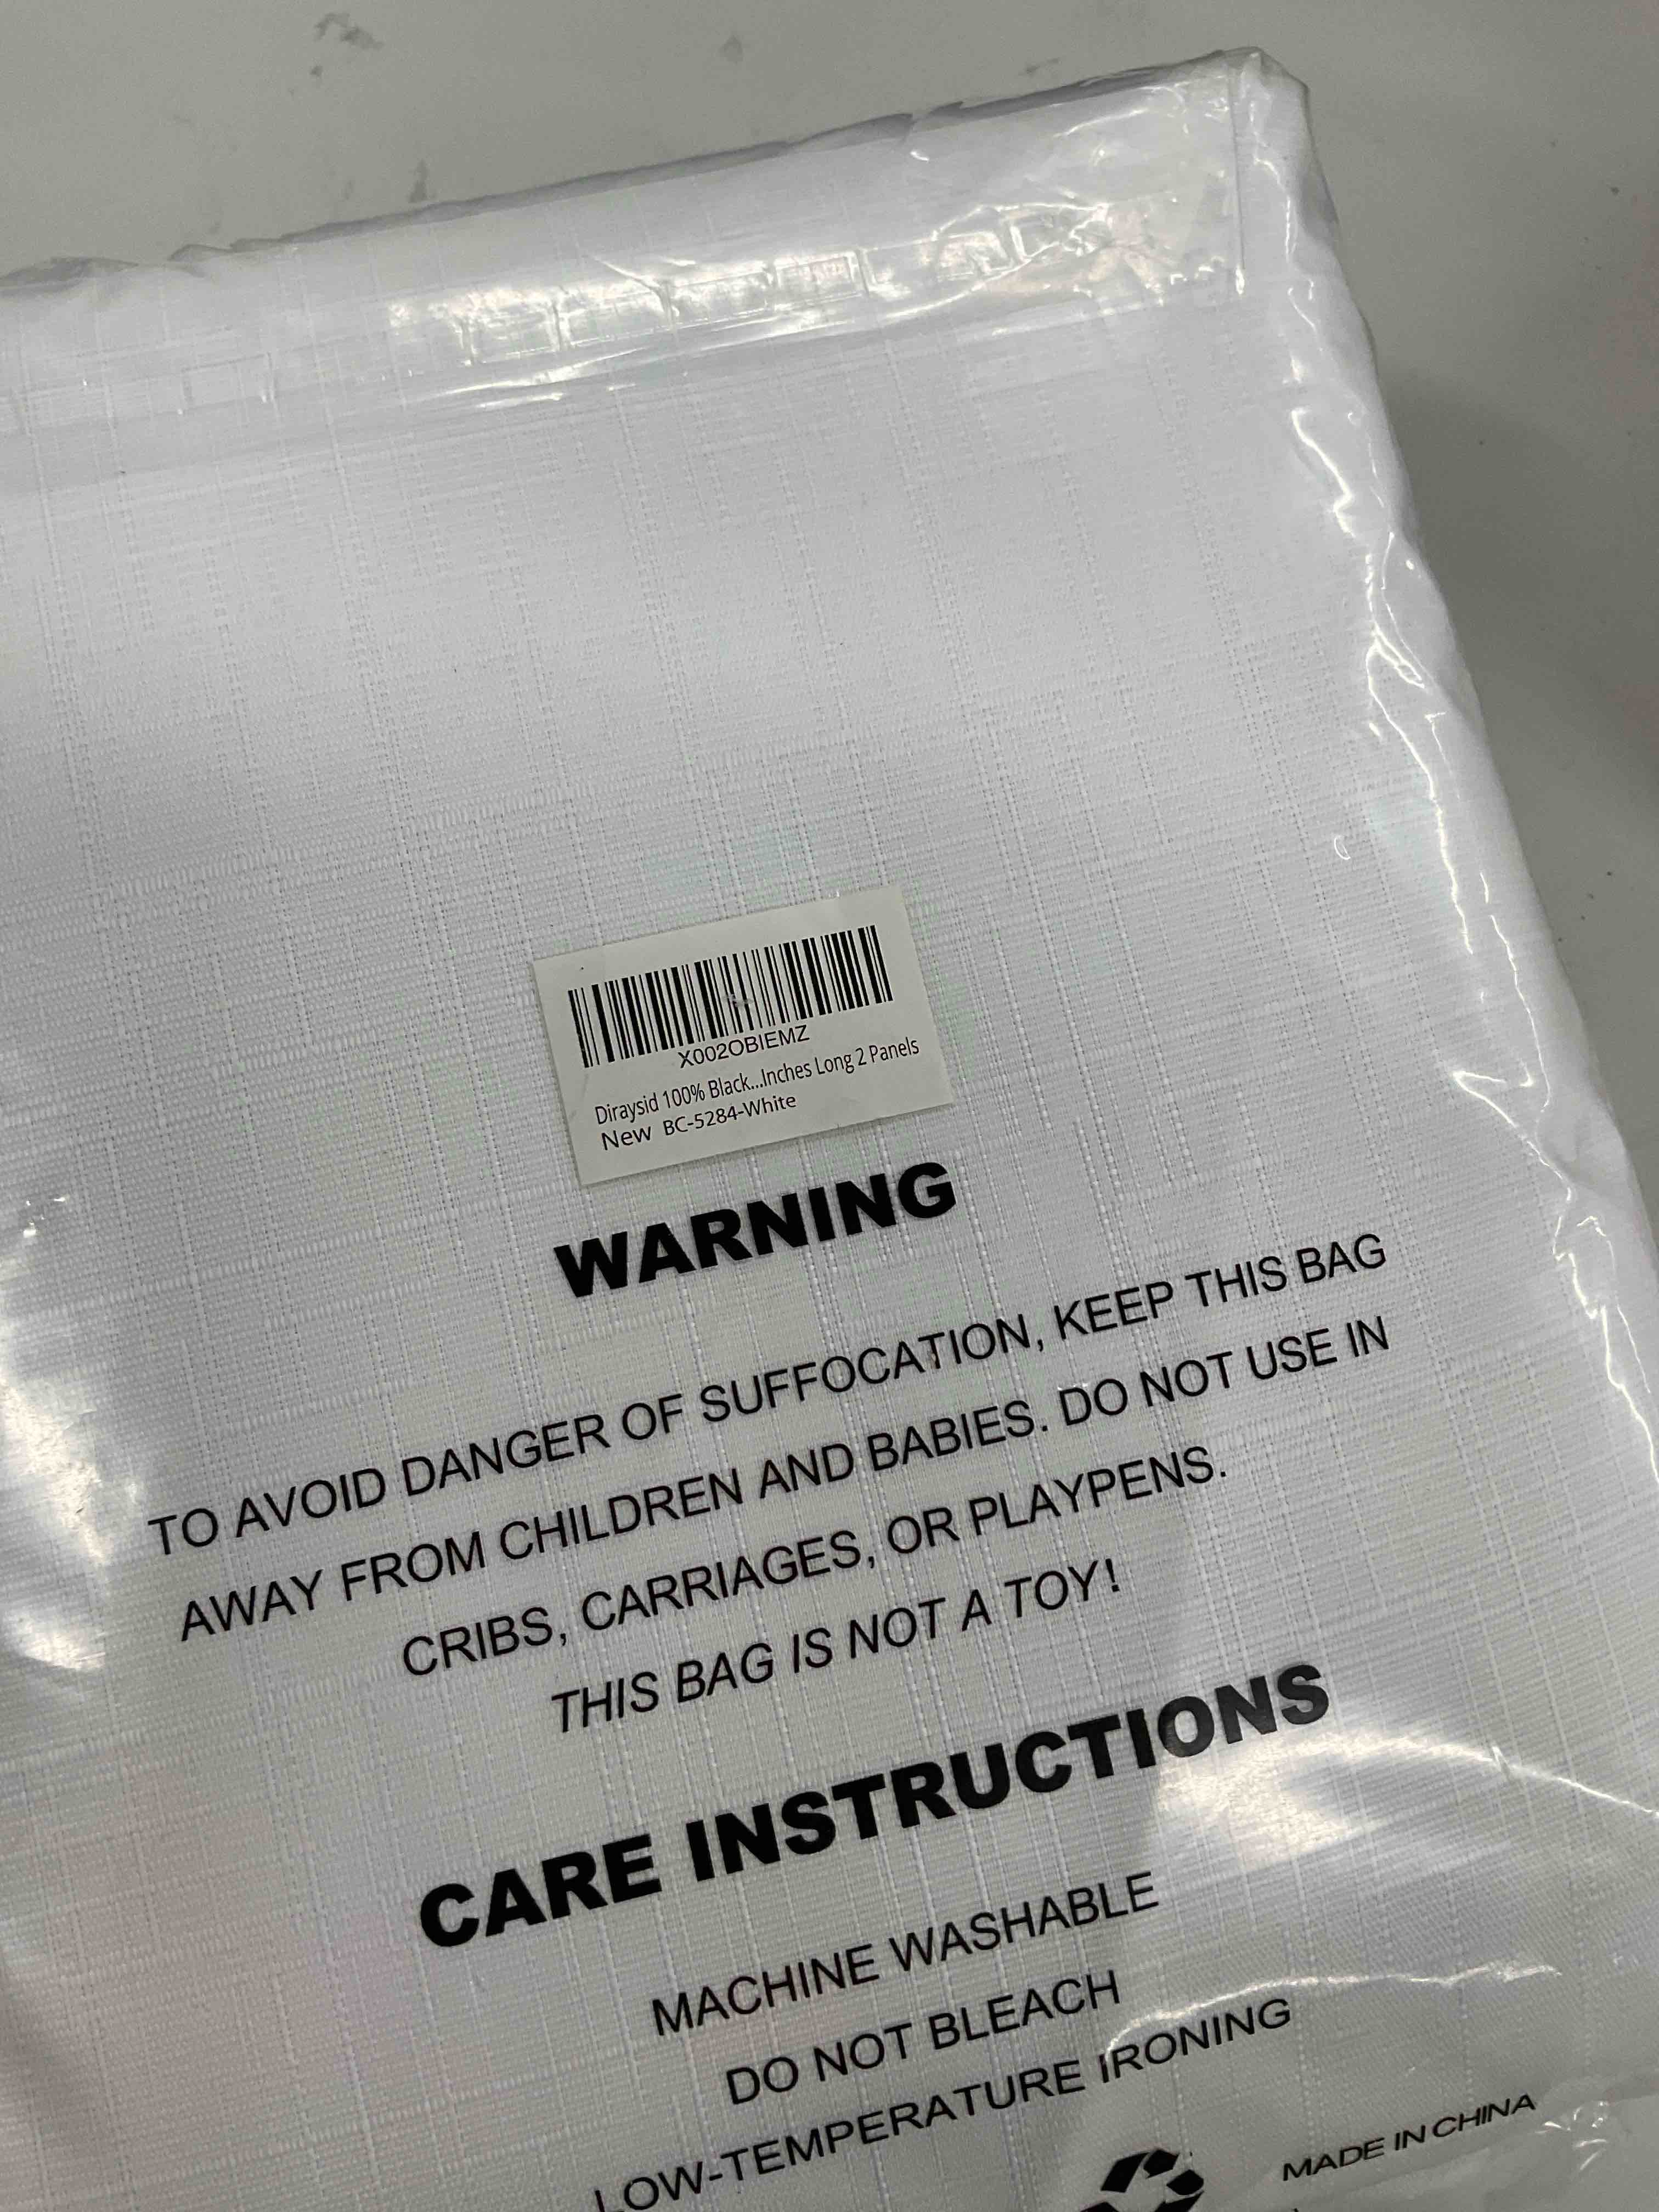 X002OBIEMZ
Diraysid 100% Black...Inches Long 2 Panels
New BC-5284-White
WARNING
TO AVOID DANGER OF SUFFOCATION, KEEP THIS BAG
AWAY FROM CHILDREN AND BABIES. DO NOT USE IN
CRIBS, CARRIAGES, OR PLAYPENS.
THIS BAG IS NOT A TOY!
CARE INSTRUCTIONS
MACHINE WASHABLE
DO NOT BLEACH
LOW-TEMPERATURE IRONING
MADE IN CHINA